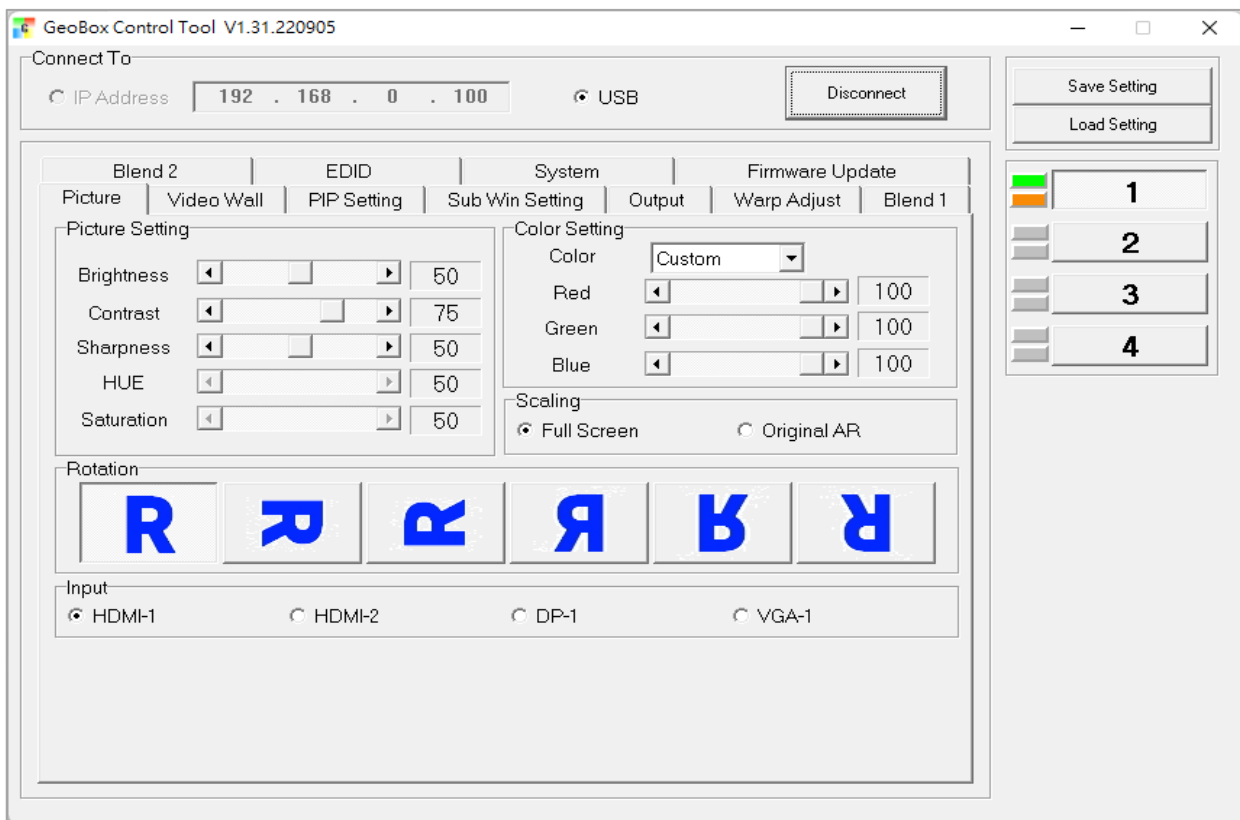 GeoBox Control Tool V1.31.220905
Connect To
IP Address 192 . 168 . 0 . 100 USB Disconnect
Save Setting
Load Setting
Blend 2 EDID System Firmware Update
Picture Video Wall PIP Setting Sub Win Setting Output Warp Adjust Blend 1
Picture Setting
Brightness 50
Contrast 75
Sharpness 50
HUE 50
Saturation 50
Color Setting
Color Custom
Red 100
Green 100
Blue 100
Scaling
Full Screen Original AR
Rotation
R R R R R R
Input
HDMI-1 HDMI-2 DP-1 VGA-1
1
2
3
4